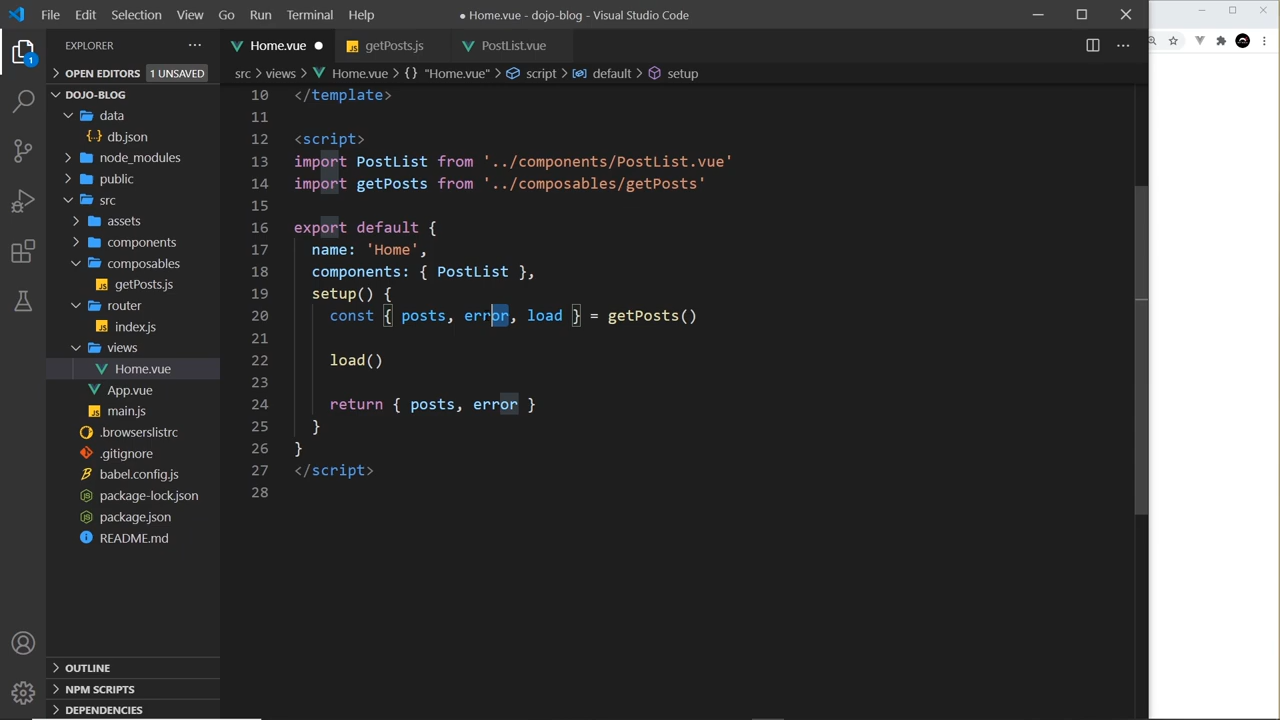 File Edit Selection View Go Run Terminal Help
● Home.vue - dojo-blog - Visual Studio Code
EXPLORER
Home.vue
getPosts.js
PostList.vue
OPEN EDITORS 1 UNSAVED
src > views > Home.vue > {} "Home.vue" > script > default > setup
DOJO-BLOG
data
db.json
node_modules
public
src
assets
components
composables
getPosts.js
router
index.js
views
Home.vue
App.vue
main.js
.browserslistrc
.gitignore
babel.config.js
package-lock.json
package.json
README.md
OUTLINE
NPM SCRIPTS
DEPENDENCIES
1
10 </template>
11
12 <script>
13 import PostList from '../components/PostList.vue'
14 import getPosts from '../composables/getPosts'
15
16 export default {
17 name: 'Home',
18 components: { PostList },
19 setup() {
20 const { posts, error, load } = getPosts()
21
22 load()
23
24 return { posts, error }
25 }
26 }
27 </script>
28